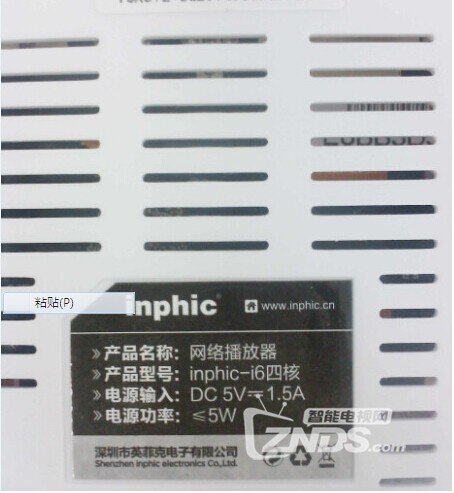 粘贴(P)
inphic® www.inphic.cn
»产品名称：网络播放器
»产品型号：inphic-i6四核
»电源输入：DC 5V⎓1.5A
»电源功率：≤5W
深圳市英菲克电子有限公司
Shenzhen inphic electronics Co.,Ltd.
智能电视网
ZNDS.com